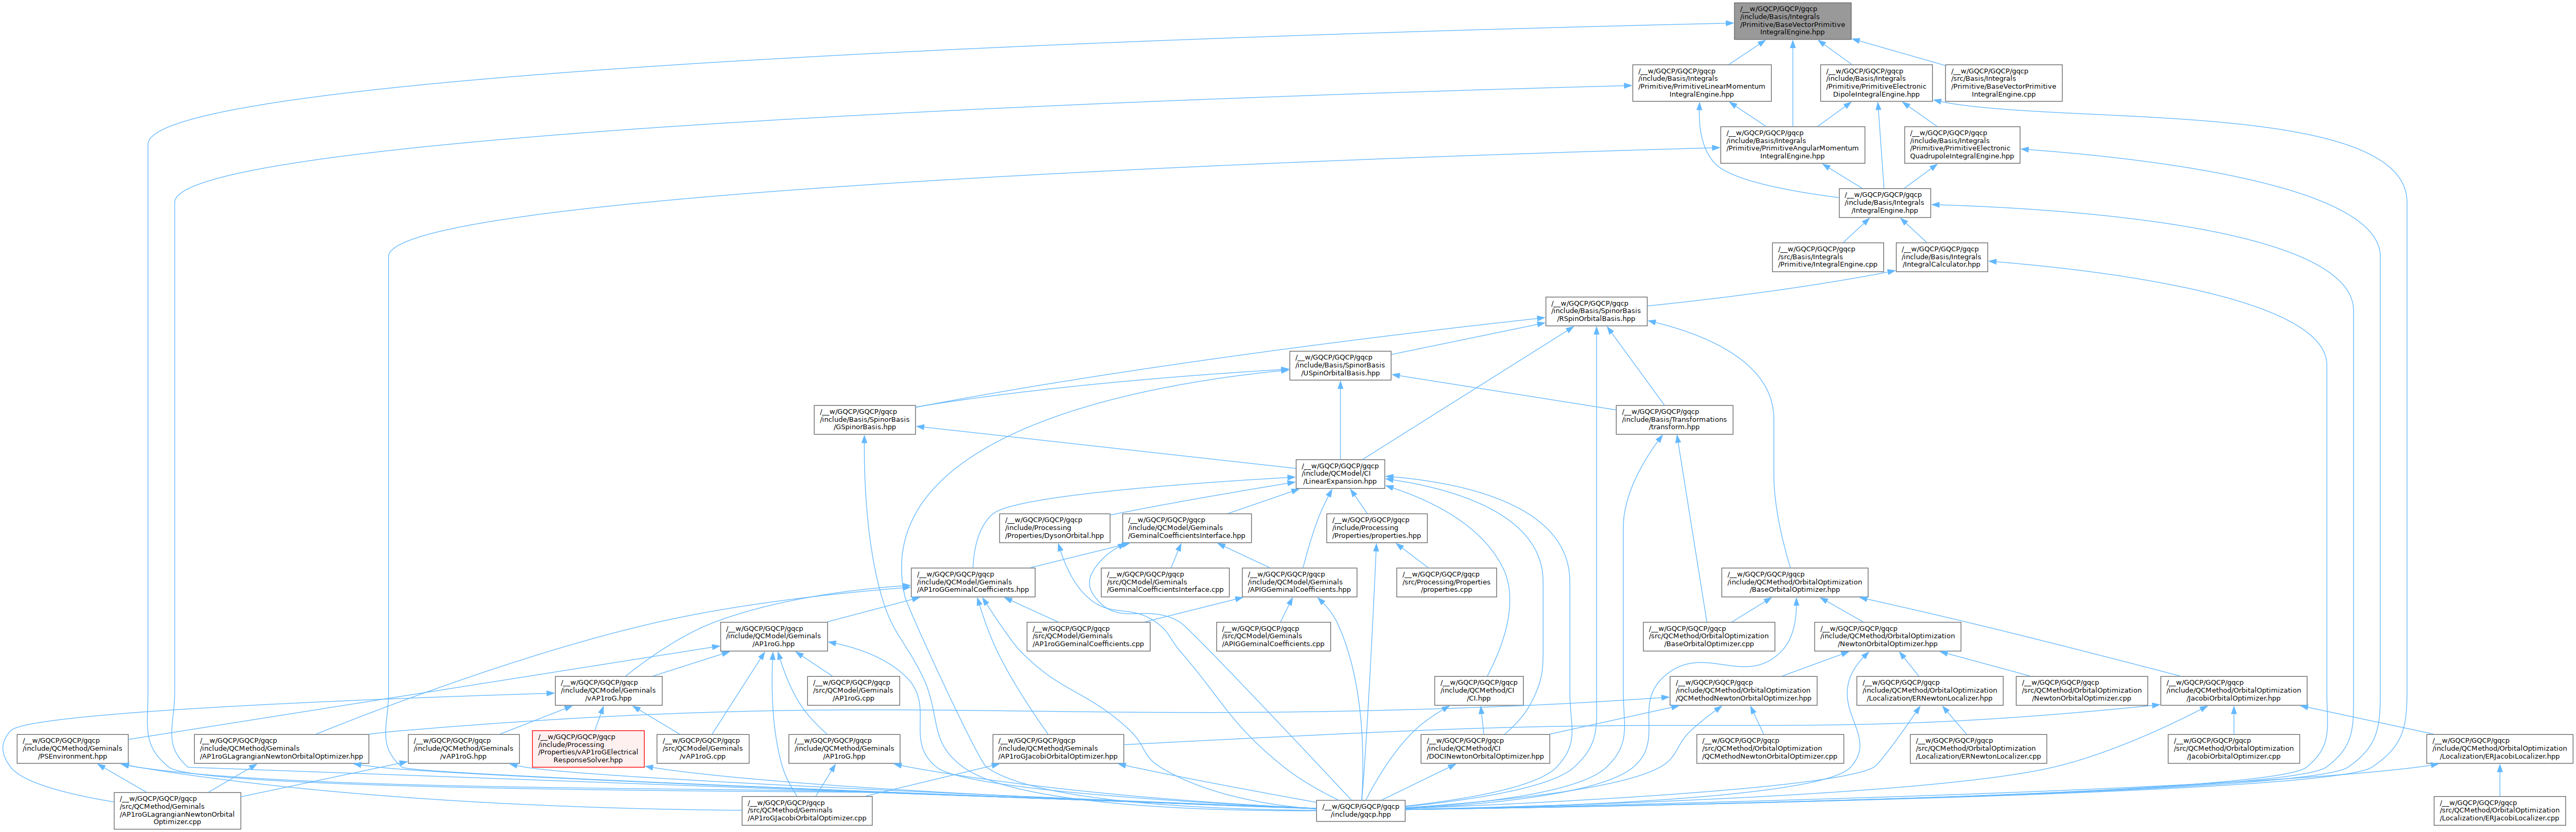 /__w/GQCP/GQCP/gqcp
/include/Basis/Integrals
/Primitive/BaseVectorPrimitive
IntegralEngine.hpp
/__w/GQCP/GQCP/gqcp
/include/Basis/Integrals
/Primitive/PrimitiveLinearMomentum
IntegralEngine.hpp
/__w/GQCP/GQCP/gqcp
/include/Basis/Integrals
/Primitive/PrimitiveElectronic
DipoleIntegralEngine.hpp
/__w/GQCP/GQCP/gqcp
/src/Basis/Integrals
/Primitive/BaseVectorPrimitive
IntegralEngine.cpp
/__w/GQCP/GQCP/gqcp
/include/Basis/Integrals
/Primitive/PrimitiveAngularMomentum
IntegralEngine.hpp
/__w/GQCP/GQCP/gqcp
/include/Basis/Integrals
/Primitive/PrimitiveElectronic
QuadrupoleIntegralEngine.hpp
/__w/GQCP/GQCP/gqcp
/include/Basis/Integrals
/IntegralEngine.hpp
/__w/GQCP/GQCP/gqcp
/src/Basis/Integrals
/Primitive/IntegralEngine.cpp
/__w/GQCP/GQCP/gqcp
/include/Basis/Integrals
/IntegralCalculator.hpp
/__w/GQCP/GQCP/gqcp
/include/Basis/SpinorBasis
/RSpinOrbitalBasis.hpp
/__w/GQCP/GQCP/gqcp
/include/Basis/SpinorBasis
/USpinOrbitalBasis.hpp
/__w/GQCP/GQCP/gqcp
/include/Basis/SpinorBasis
/GSpinorBasis.hpp
/__w/GQCP/GQCP/gqcp
/include/Basis/Transformations
/transform.hpp
/__w/GQCP/GQCP/gqcp
/include/QCModel/CI
/LinearExpansion.hpp
/__w/GQCP/GQCP/gqcp
/include/Processing
/Properties/DysonOrbital.hpp
/__w/GQCP/GQCP/gqcp
/include/QCModel/Geminals
/GeminalCoefficientsInterface.hpp
/__w/GQCP/GQCP/gqcp
/include/Processing
/Properties/properties.hpp
/__w/GQCP/GQCP/gqcp
/include/QCModel/Geminals
/AP1roGGeminalCoefficients.hpp
/__w/GQCP/GQCP/gqcp
/src/QCModel/Geminals
/GeminalCoefficientsInterface.cpp
/__w/GQCP/GQCP/gqcp
/include/QCModel/Geminals
/APIGGeminalCoefficients.hpp
/__w/GQCP/GQCP/gqcp
/src/Processing/Properties
/properties.cpp
/__w/GQCP/GQCP/gqcp
/include/QCMethod/OrbitalOptimization
/BaseOrbitalOptimizer.hpp
/__w/GQCP/GQCP/gqcp
/include/QCModel/Geminals
/AP1roG.hpp
/__w/GQCP/GQCP/gqcp
/src/QCModel/Geminals
/AP1roGGeminalCoefficients.cpp
/__w/GQCP/GQCP/gqcp
/src/QCModel/Geminals
/APIGGeminalCoefficients.cpp
/__w/GQCP/GQCP/gqcp
/src/QCMethod/OrbitalOptimization
/BaseOrbitalOptimizer.cpp
/__w/GQCP/GQCP/gqcp
/include/QCMethod/OrbitalOptimization
/NewtonOrbitalOptimizer.hpp
/__w/GQCP/GQCP/gqcp
/include/QCModel/Geminals
/vAP1roG.hpp
/__w/GQCP/GQCP/gqcp
/src/QCModel/Geminals
/AP1roG.cpp
/__w/GQCP/GQCP/gqcp
/include/QCMethod/CI
/CI.hpp
/__w/GQCP/GQCP/gqcp
/include/QCMethod/OrbitalOptimization
/QCMethodNewtonOrbitalOptimizer.hpp
/__w/GQCP/GQCP/gqcp
/include/QCMethod/OrbitalOptimization
/Localization/ERNewtonLocalizer.hpp
/__w/GQCP/GQCP/gqcp
/src/QCMethod/OrbitalOptimization
/NewtonOrbitalOptimizer.cpp
/__w/GQCP/GQCP/gqcp
/include/QCMethod/OrbitalOptimization
/JacobiOrbitalOptimizer.hpp
/__w/GQCP/GQCP/gqcp
/include/QCMethod/Geminals
/PSEnvironment.hpp
/__w/GQCP/GQCP/gqcp
/include/QCMethod/Geminals
/AP1roGLagrangianNewtonOrbitalOptimizer.hpp
/__w/GQCP/GQCP/gqcp
/include/QCMethod/Geminals
/vAP1roG.hpp
/__w/GQCP/GQCP/gqcp
/include/Processing
/Properties/vAP1roGElectrical
ResponseSolver.hpp
/__w/GQCP/GQCP/gqcp
/src/QCModel/Geminals
/vAP1roG.cpp
/__w/GQCP/GQCP/gqcp
/include/QCMethod/Geminals
/AP1roG.hpp
/__w/GQCP/GQCP/gqcp
/include/QCMethod/Geminals
/AP1roGJacobiOrbitalOptimizer.hpp
/__w/GQCP/GQCP/gqcp
/include/QCMethod/CI
/DOCINewtonOrbitalOptimizer.hpp
/__w/GQCP/GQCP/gqcp
/src/QCMethod/OrbitalOptimization
/QCMethodNewtonOrbitalOptimizer.cpp
/__w/GQCP/GQCP/gqcp
/src/QCMethod/OrbitalOptimization
/Localization/ERNewtonLocalizer.cpp
/__w/GQCP/GQCP/gqcp
/src/QCMethod/OrbitalOptimization
/JacobiOrbitalOptimizer.cpp
/__w/GQCP/GQCP/gqcp
/include/QCMethod/OrbitalOptimization
/Localization/ERJacobiLocalizer.hpp
/__w/GQCP/GQCP/gqcp
/src/QCMethod/Geminals
/AP1roGLagrangianNewtonOrbital
Optimizer.cpp
/__w/GQCP/GQCP/gqcp
/src/QCMethod/Geminals
/AP1roGJacobiOrbitalOptimizer.cpp
/__w/GQCP/GQCP/gqcp
/include/gqcp.hpp
/__w/GQCP/GQCP/gqcp
/src/QCMethod/OrbitalOptimization
/Localization/ERJacobiLocalizer.cpp